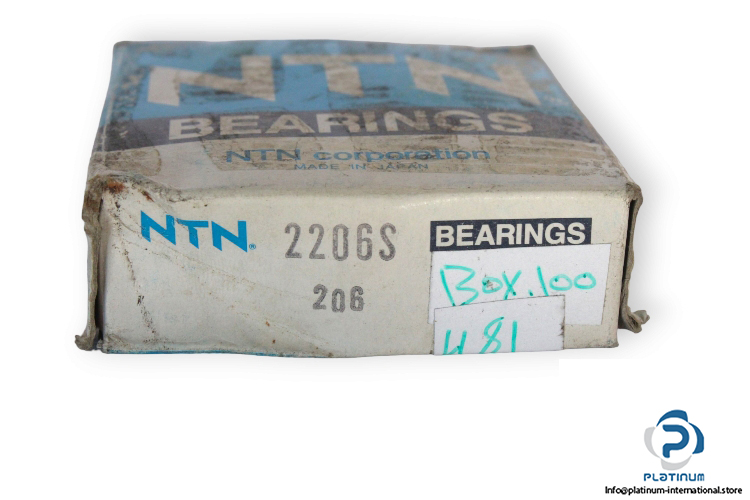 NTN
BEARINGS
NTN corporation
MADE IN JAPAN
NTN® 2206S BEARINGS
206
BOX.100
481
PLATINUM
Info@platinum-international.store